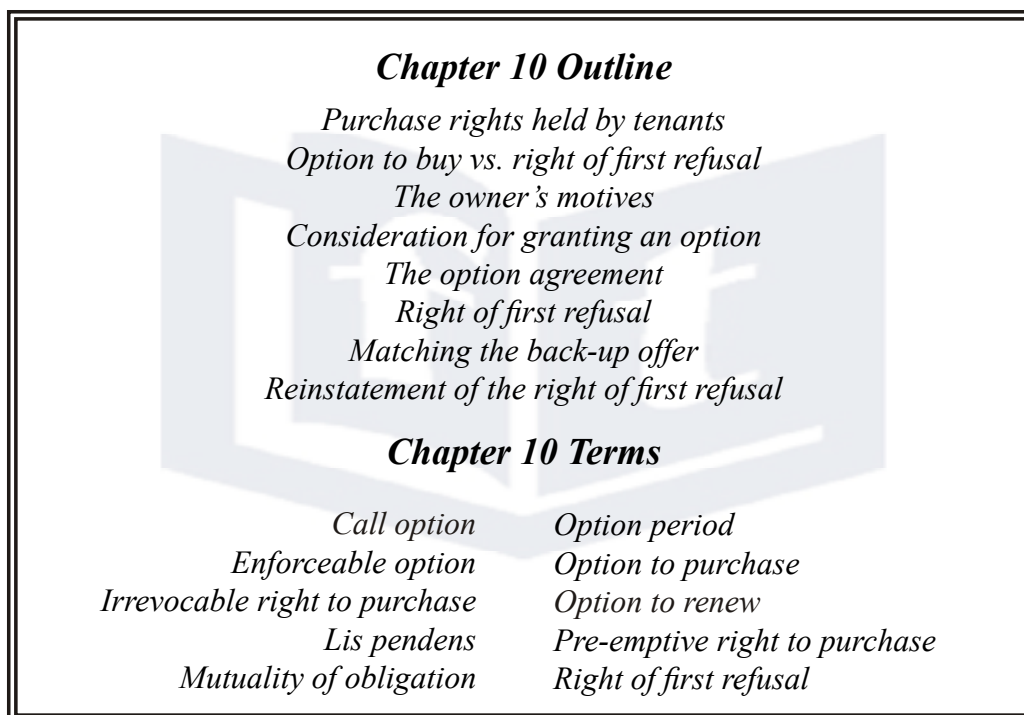 Chapter 10 Outline
Purchase rights held by tenants
Option to buy vs. right of first refusal
The owner's motives
Consideration for granting an option
The option agreement
Right of first refusal
Matching the back-up offer
Reinstatement of the right of first refusal
Chapter 10 Terms
Call option
Enforceable option
Irrevocable right to purchase
Lis pendens
Mutuality of obligation
Option period
Option to purchase
Option to renew
Pre-emptive right to purchase
Right of first refusal